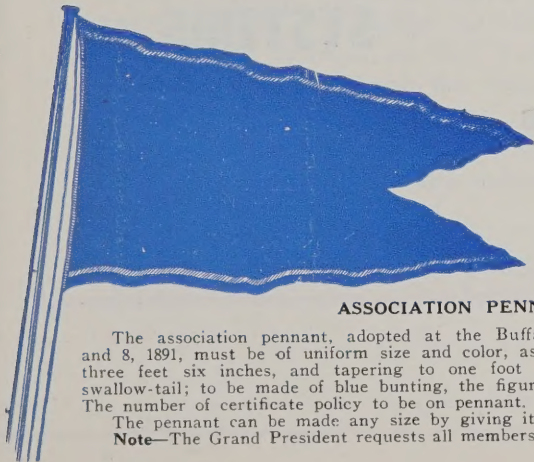 ASSOCIATION PENN
The association pennant, adopted at the Buff
and 8, 1891, must be of uniform size and color, as
three feet six inches, and tapering to one foot
swallow-tail; to be made of blue bunting, the figur
The number of certificate policy to be on pennant.
The pennant can be made any size by giving it
Note—The Grand President requests all members